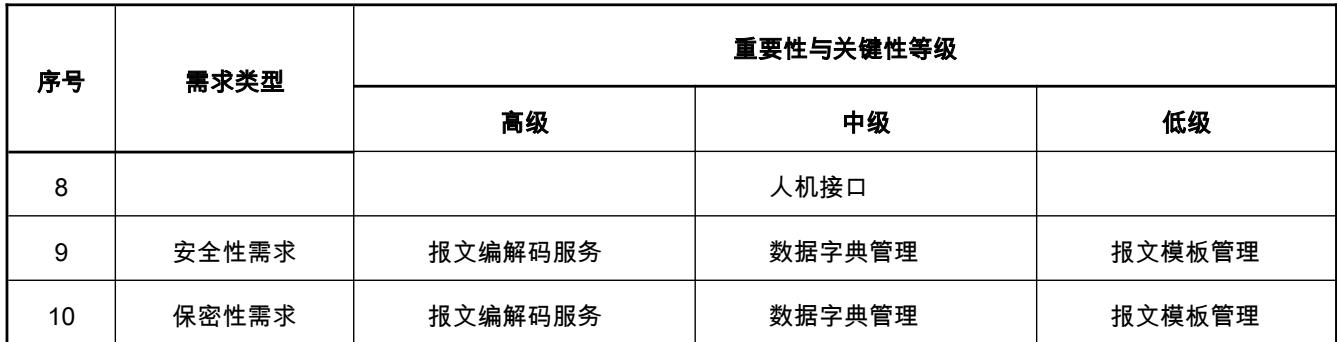 序号 需求类型 重要性与关键性等级
高级 中级 低级
8 人机接口
9 安全性需求 报文编解码服务 数据字典管理 报文模板管理
10 保密性需求 报文编解码服务 数据字典管理 报文模板管理